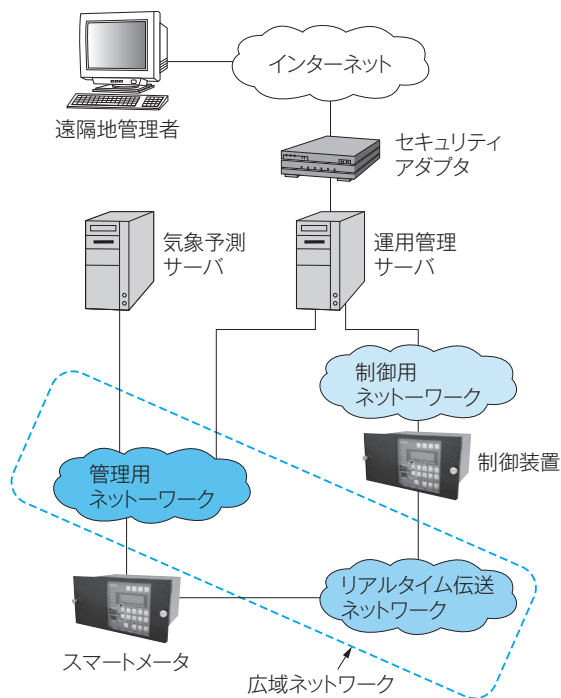 インターネット
遠隔地管理者
セキュリティ
アダプタ
気象予測
サーバ
運用管理
サーバ
制御用
ネットーワーク
制御装置
管理用
ネットーワーク
リアルタイム伝送
ネットワーク
スマートメータ
広域ネットワーク